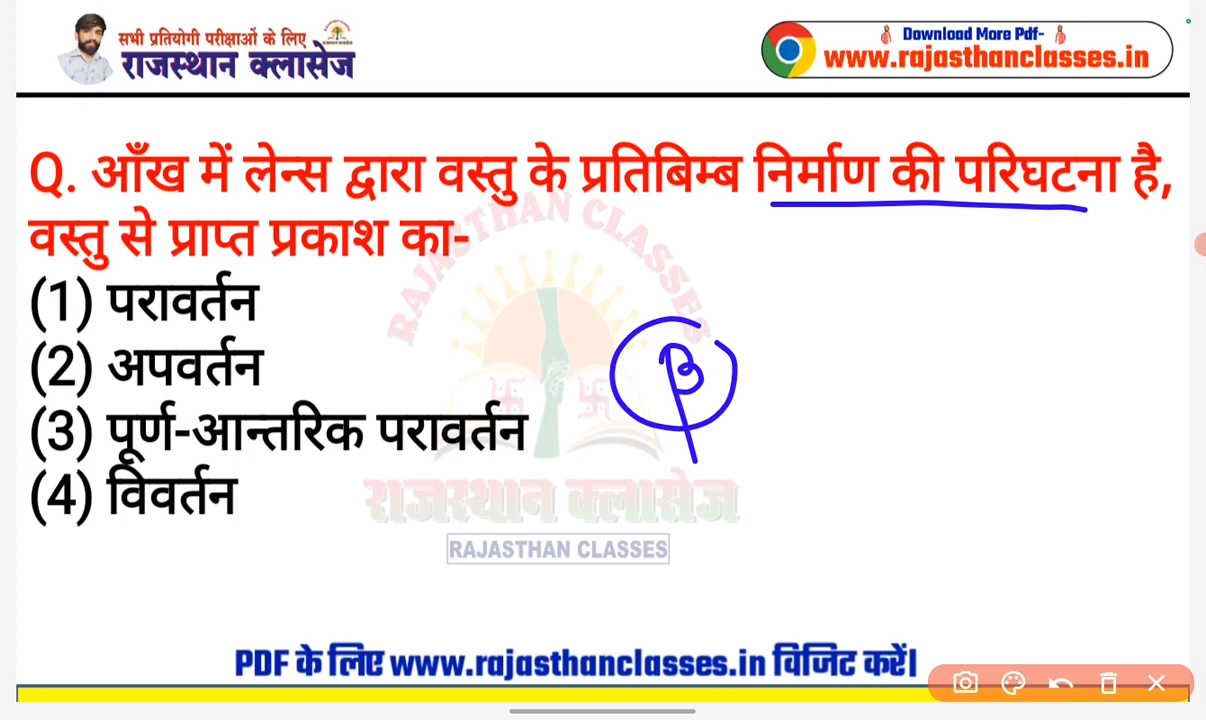 सभी प्रतियोगी परीक्षाओं के लिए
राजस्थान क्लासेज
Download More Pdf-
www.rajasthanclasses.in
Q. आँख में लेन्स द्वारा वस्तु के प्रतिबिम्ब निर्माण की परिघटना है,
वस्तु से प्राप्त प्रकाश का-
(1) परावर्तन
(2) अपवर्तन
(3) पूर्ण-आन्तरिक परावर्तन
(4) विवर्तन
B
RAJASTHAN CLASSES
राजस्थान क्लासेज
RAJASTHAN CLASSES
PDF के लिए www.rajasthanclasses.in विजिट करें।